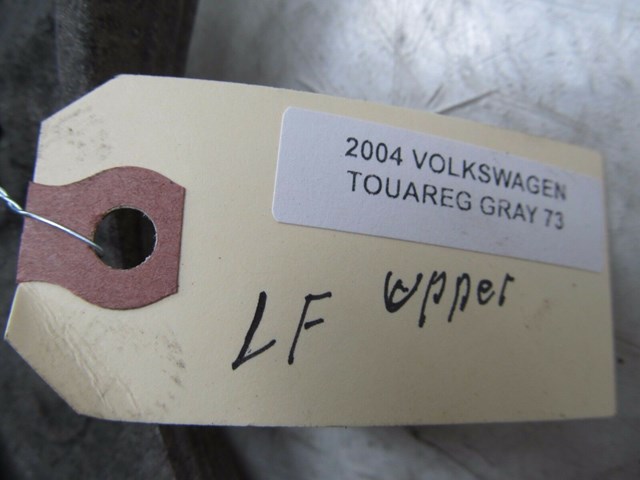 2004 VOLKSWAGEN
TOUAREG GRAY 73
LF upper